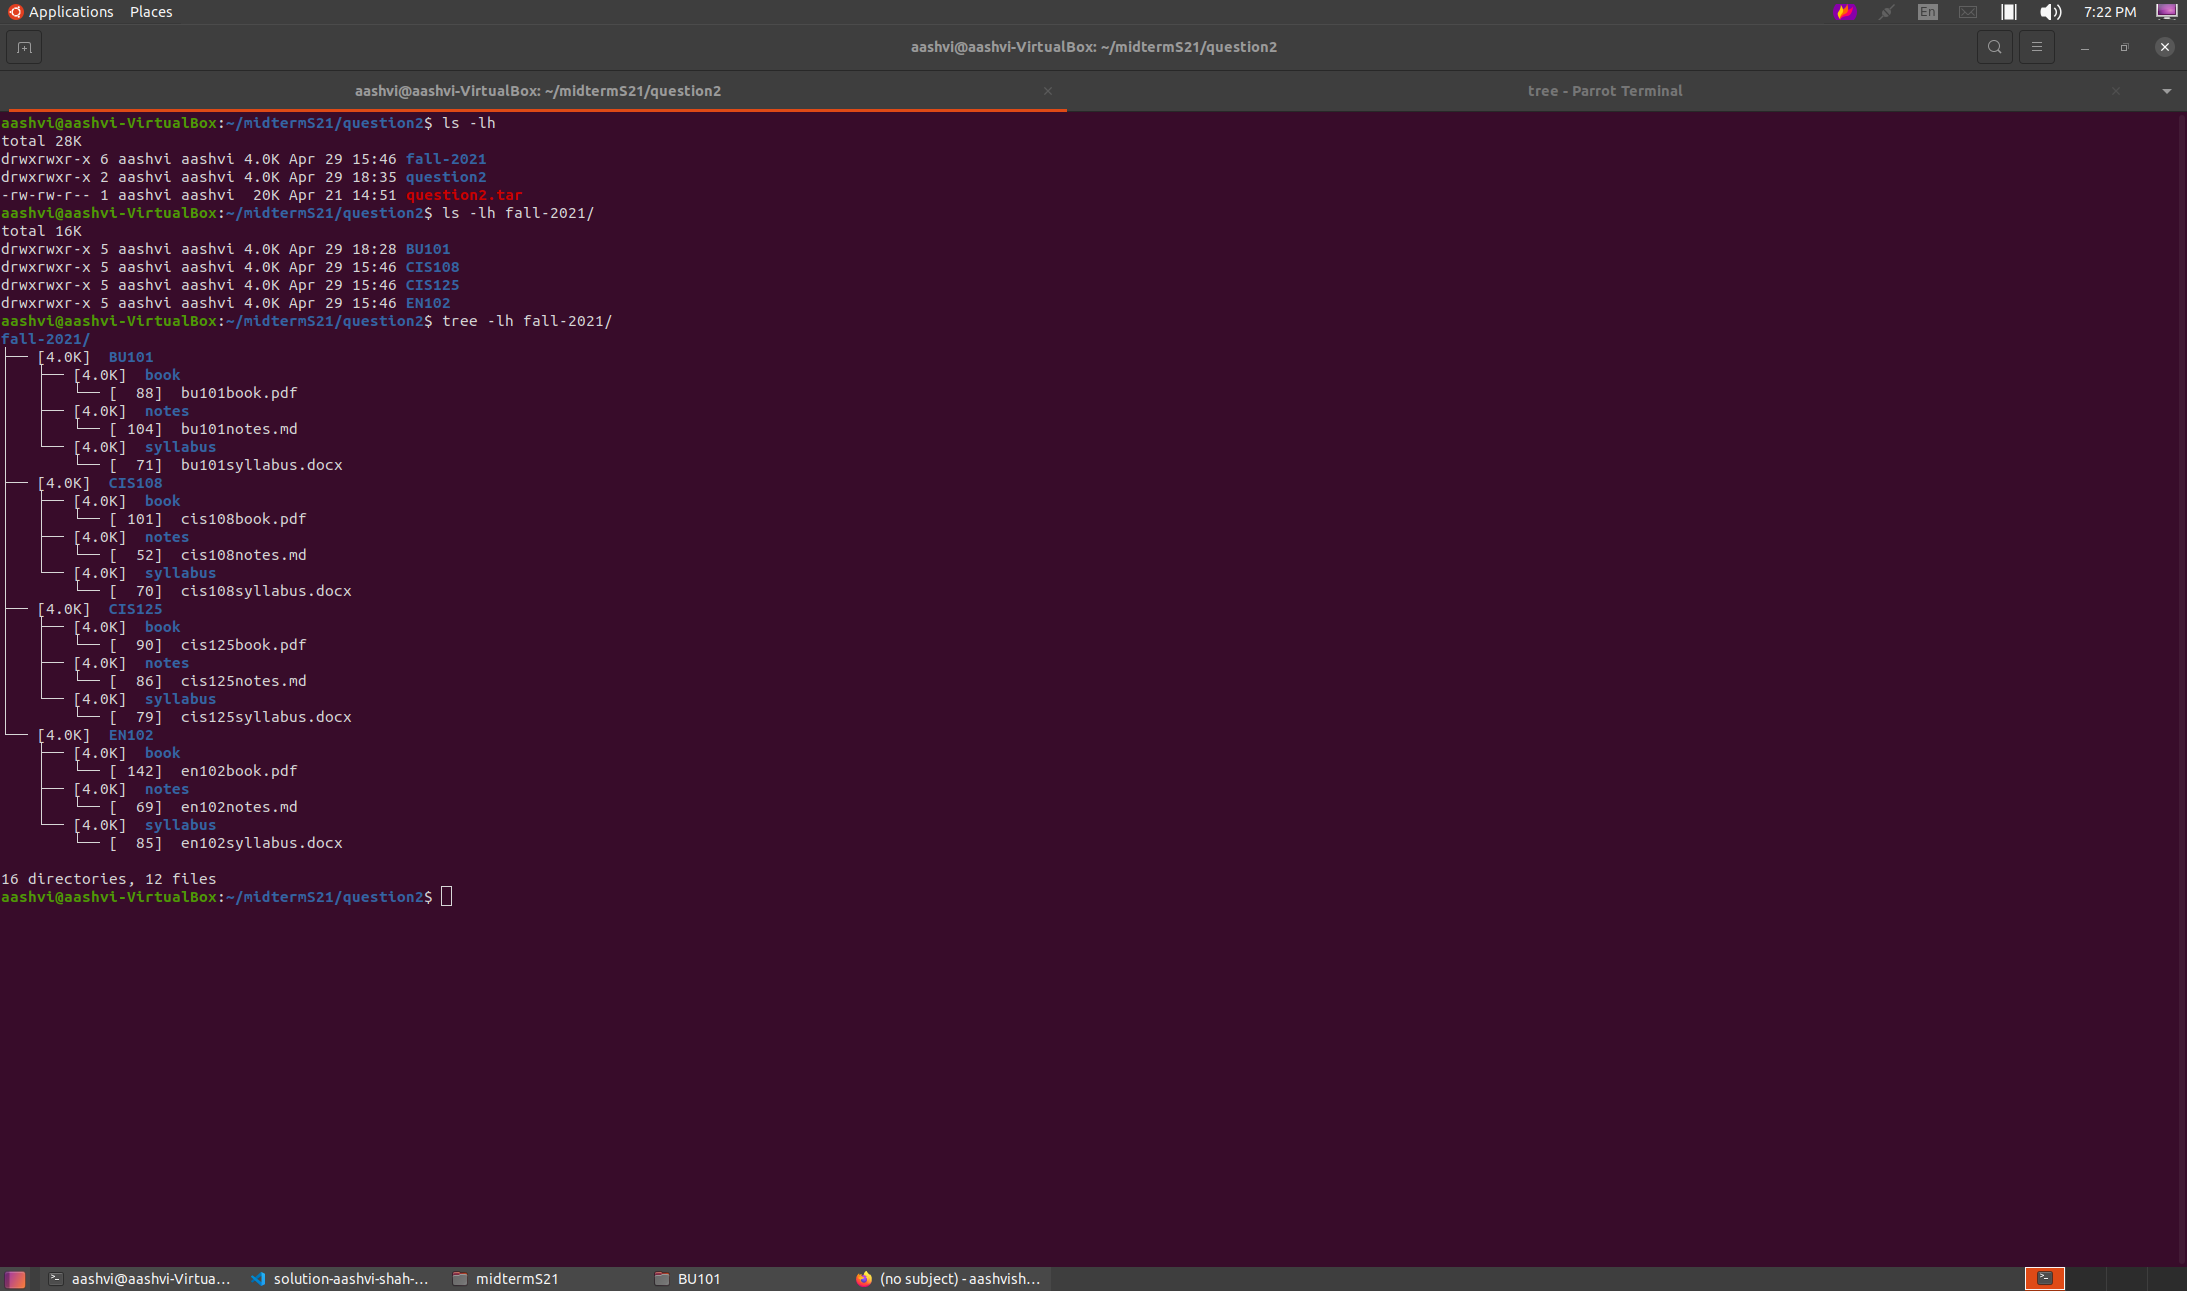 Applications Places En 7:22 PM
aashvi@aashvi-VirtualBox: ~/midtermS21/question2
aashvi@aashvi-VirtualBox: ~/midtermS21/question2 tree - Parrot Terminal
aashvi@aashvi-VirtualBox:~/midtermS21/question2$ ls -lh
total 28K
drwxrwxr-x 6 aashvi aashvi 4.0K Apr 29 15:46 fall-2021
drwxrwxr-x 2 aashvi aashvi 4.0K Apr 29 18:35 question2
-rw-rw-r-- 1 aashvi aashvi  20K Apr 21 14:51 question2.tar
aashvi@aashvi-VirtualBox:~/midtermS21/question2$ ls -lh fall-2021/
total 16K
drwxrwxr-x 5 aashvi aashvi 4.0K Apr 29 18:28 BU101
drwxrwxr-x 5 aashvi aashvi 4.0K Apr 29 15:46 CIS108
drwxrwxr-x 5 aashvi aashvi 4.0K Apr 29 15:46 CIS125
drwxrwxr-x 5 aashvi aashvi 4.0K Apr 29 15:46 EN102
aashvi@aashvi-VirtualBox:~/midtermS21/question2$ tree -lh fall-2021/
fall-2021/
├── [4.0K]  BU101
│   ├── [4.0K]  book
│   │   └── [  88]  bu101book.pdf
│   ├── [4.0K]  notes
│   │   └── [ 104]  bu101notes.md
│   └── [4.0K]  syllabus
│       └── [  71]  bu101syllabus.docx
├── [4.0K]  CIS108
│   ├── [4.0K]  book
│   │   └── [ 101]  cis108book.pdf
│   ├── [4.0K]  notes
│   │   └── [  52]  cis108notes.md
│   └── [4.0K]  syllabus
│       └── [  70]  cis108syllabus.docx
├── [4.0K]  CIS125
│   ├── [4.0K]  book
│   │   └── [  90]  cis125book.pdf
│   ├── [4.0K]  notes
│   │   └── [  86]  cis125notes.md
│   └── [4.0K]  syllabus
│       └── [  79]  cis125syllabus.docx
└── [4.0K]  EN102
    ├── [4.0K]  book
    │   └── [ 142]  en102book.pdf
    ├── [4.0K]  notes
    │   └── [  69]  en102notes.md
    └── [4.0K]  syllabus
        └── [  85]  en102syllabus.docx
16 directories, 12 files
aashvi@aashvi-VirtualBox:~/midtermS21/question2$
aashvi@aashvi-Virtua... solution-aashvi-shah-... midtermS21 BU101 (no subject) - aashvish...